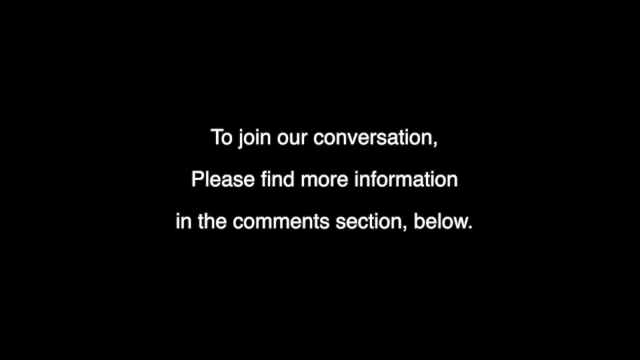 To join our conversation,
Please find more information
in the comments section, below.